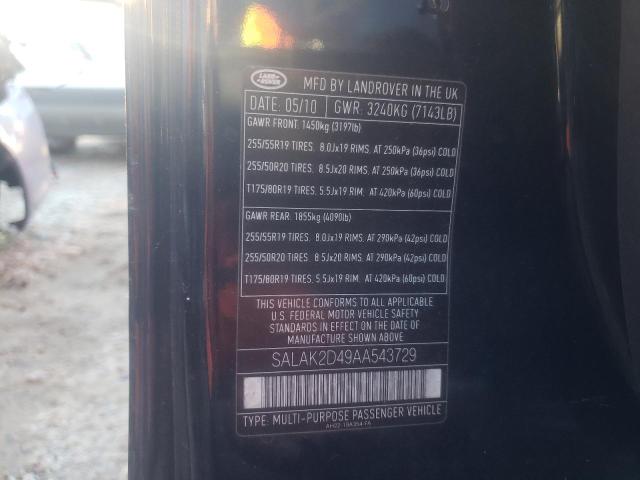 LAND
ROVER
MFD BY LANDROVER IN THE UK
DATE: 05/10 GWR: 3240KG (7143LB)
GAWR FRONT: 1450kg (3197lb)
255/55R19 TIRES. 8.0Jx19 RIMS. AT 250kPa (36psi) COLD
255/50R20 TIRES. 8.5Jx20 RIMS. AT 250kPa (36psi) COLD
T175/80R19 TIRES. 5.5Jx19 RIM. AT 420kPa (60psi) COLD
GAWR REAR: 1855kg (4090lb)
255/55R19 TIRES. 8.0Jx19 RIMS. AT 290kPa (42psi) COLD
255/50R20 TIRES. 8.5Jx20 RIMS. AT 290kPa (42psi) COLD
T175/80R19 TIRES. 5.5Jx19 RIM. AT 420kPa (60psi) COLD
THIS VEHICLE CONFORMS TO ALL APPLICABLE
U.S. FEDERAL MOTOR VEHICLE SAFETY
STANDARDS IN EFFECT ON THE DATE OF
MANUFACTURE SHOWN ABOVE.
SALAK2D49AA543729
TYPE: MULTI-PURPOSE PASSENGER VEHICLE
AH22-19A354-FA